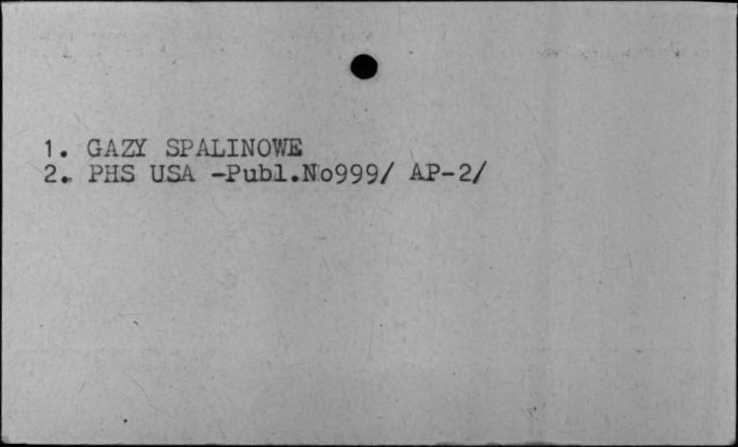 1. GAZY SPALINOWE
2. PHS USA -Publ.No999/ AP-2/